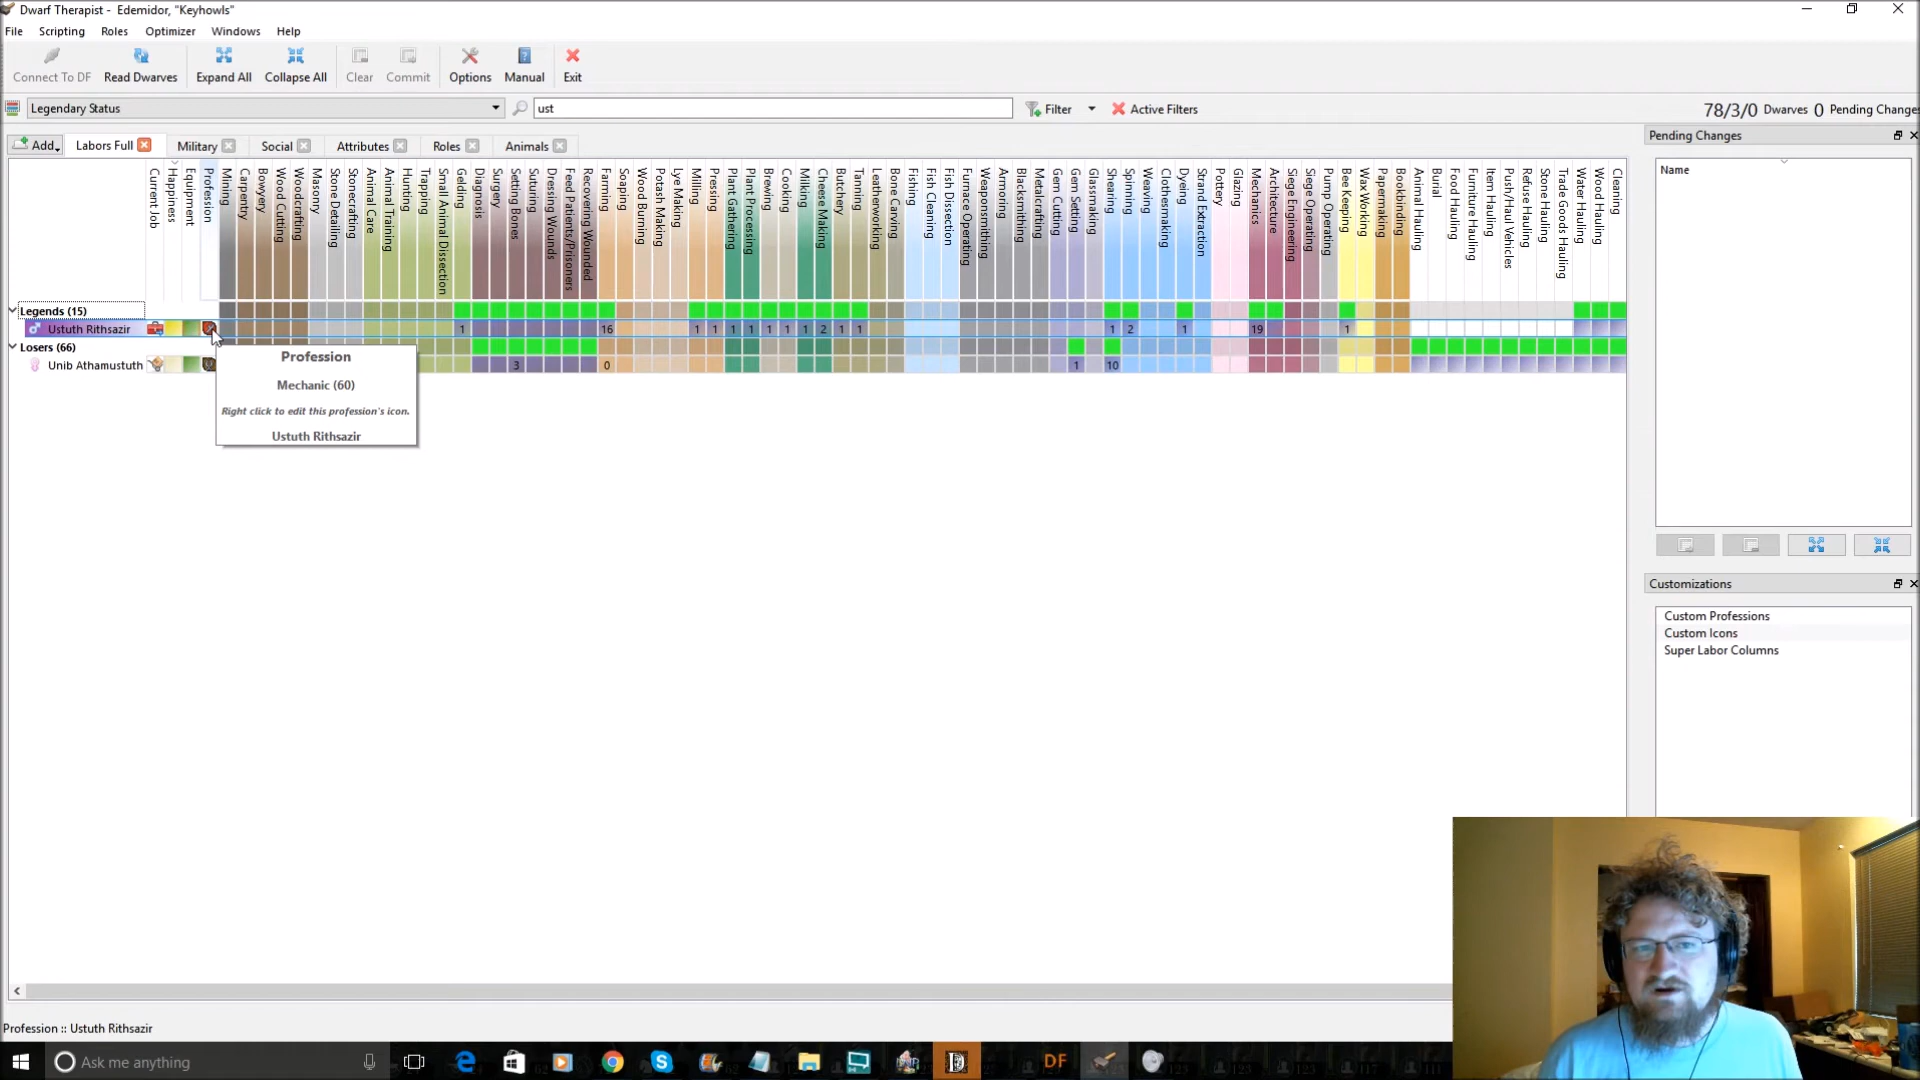 Dwarf Therapist - Edemidor, "Keyhowls"
File Scripting Roles Optimizer Windows Help
Connect To DF Read Dwarves Expand All Collapse All Clear Commit Options Manual Exit
Legendary Status ust Filter Active Filters 78/3/0 Dwarves 0 Pending Change
Add Labors Full Military Social Attributes Roles Animals
Pending Changes
Name
Current Job
Happiness
Equipment
Profession
Mining
Carpentry
Bowyery
Wood Cutting
Woodcrafting
Masonry
Stone Detailing
Stonecrafting
Animal Care
Animal Training
Hunting
Trapping
Small Animal Dissection
Gelding
Diagnosis
Surgery
Setting Bones
Suturing
Dressing Wounds
Feed Patients/Prisoners
Recovering Wounded
Farming
Soaping
Wood Burning
Potash Making
Lye Making
Milling
Pressing
Plant Gathering
Plant Processing
Brewing
Cooking
Milking
Cheese Making
Butchery
Tanning
Leatherworking
Bone Carving
Fishing
Fish Cleaning
Fish Dissection
Furnace Operating
Weaponsmithing
Armoring
Blacksmithing
Metalcrafting
Gem Cutting
Gem Setting
Glassmaking
Shearing
Spinning
Weaving
Clothesmaking
Dyeing
Strand Extraction
Pottery
Glazing
Mechanics
Architecture
Siege Engineering
Siege Operating
Pump Operating
Bee Keeping
Wax Working
Papermaking
Bookbinding
Animal Hauling
Burial
Food Hauling
Furniture Hauling
Item Hauling
Push/Haul Vehicles
Refuse Hauling
Stone Hauling
Trade Goods Hauling
Water Hauling
Wood Hauling
Cleaning
Legends (15)
Ustuth Rithsazir 1 16 1 1 1 1 1 1 1 2 1 1 1 2 1 19 1
Losers (66)
Unib Athamustuth 3 0 1 10
Profession
Mechanic (60)
Right click to edit this profession's icon.
Ustuth Rithsazir
Customizations
Custom Professions
Custom Icons
Super Labor Columns
Profession :: Ustuth Rithsazir
Ask me anything
DF